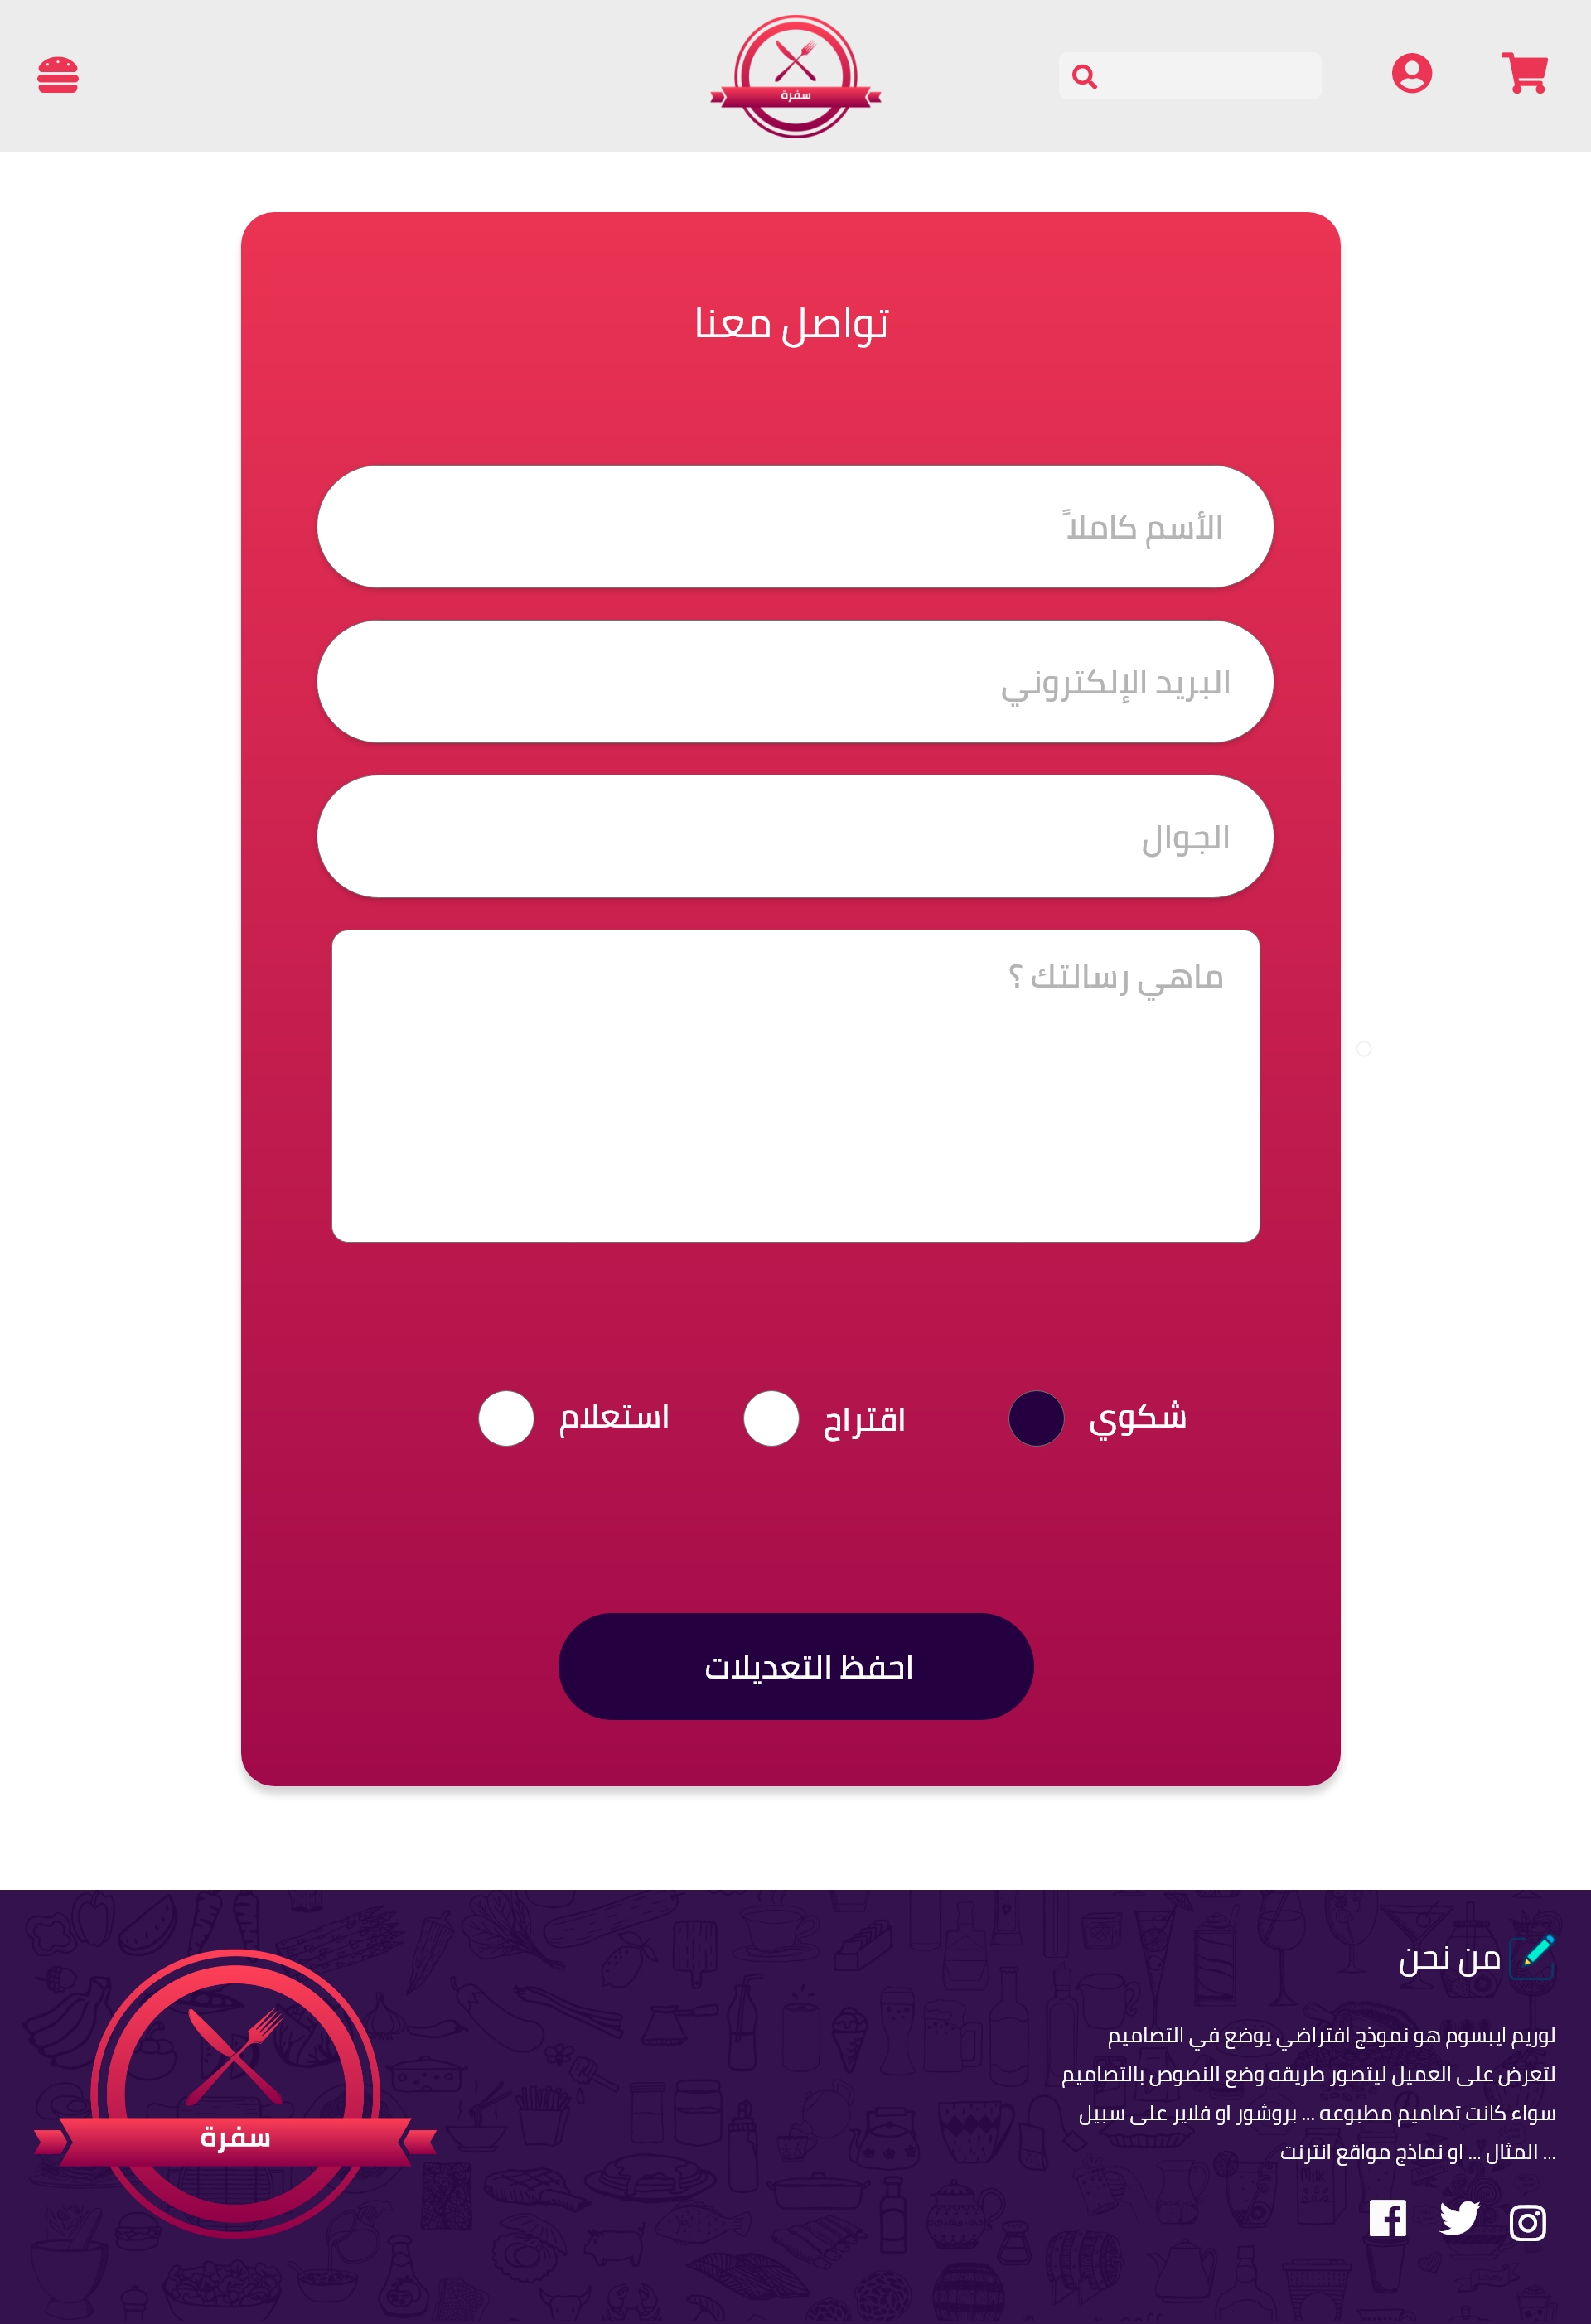 سفرة
تواصل معنا
الأسم كاملاً
البريد الإلكتروني
الجوال
ماهي رسالتك ؟
شكوي
اقتراح
استعلام
احفظ التعديلات
من نحن
لوريم ايبسوم هو نموذج افتراضي يوضع في التصاميم
لتعرض على العميل ليتصور طريقه وضع النصوص بالتصاميم
سواء كانت تصاميم مطبوعه ... بروشور او فلاير على سبيل
... المثال ... او نماذج مواقع انترنت
سفرة